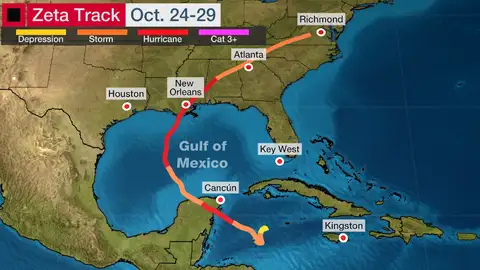 Zeta Track Oct. 24-29
Depression Storm Hurricane Cat 3+
Richmond
Atlanta
Houston
New
Orleans
Gulf of
Mexico
Key West
Cancún
Kingston